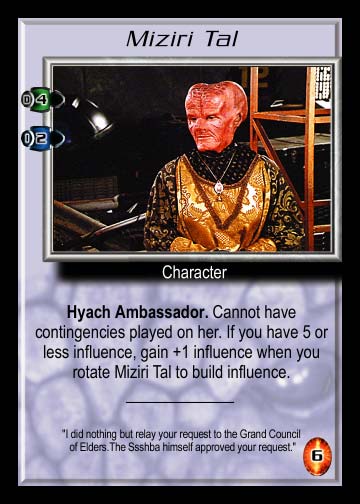 Miziri Tal
4
2
Character
Hyach Ambassador. Cannot have
contingencies played on her. If you have 5 or
less influence, gain +1 influence when you
rotate Miziri Tal to build influence.
"I did nothing but relay your request to the Grand Council
of Elders.The Ssshba himself approved your request."
6